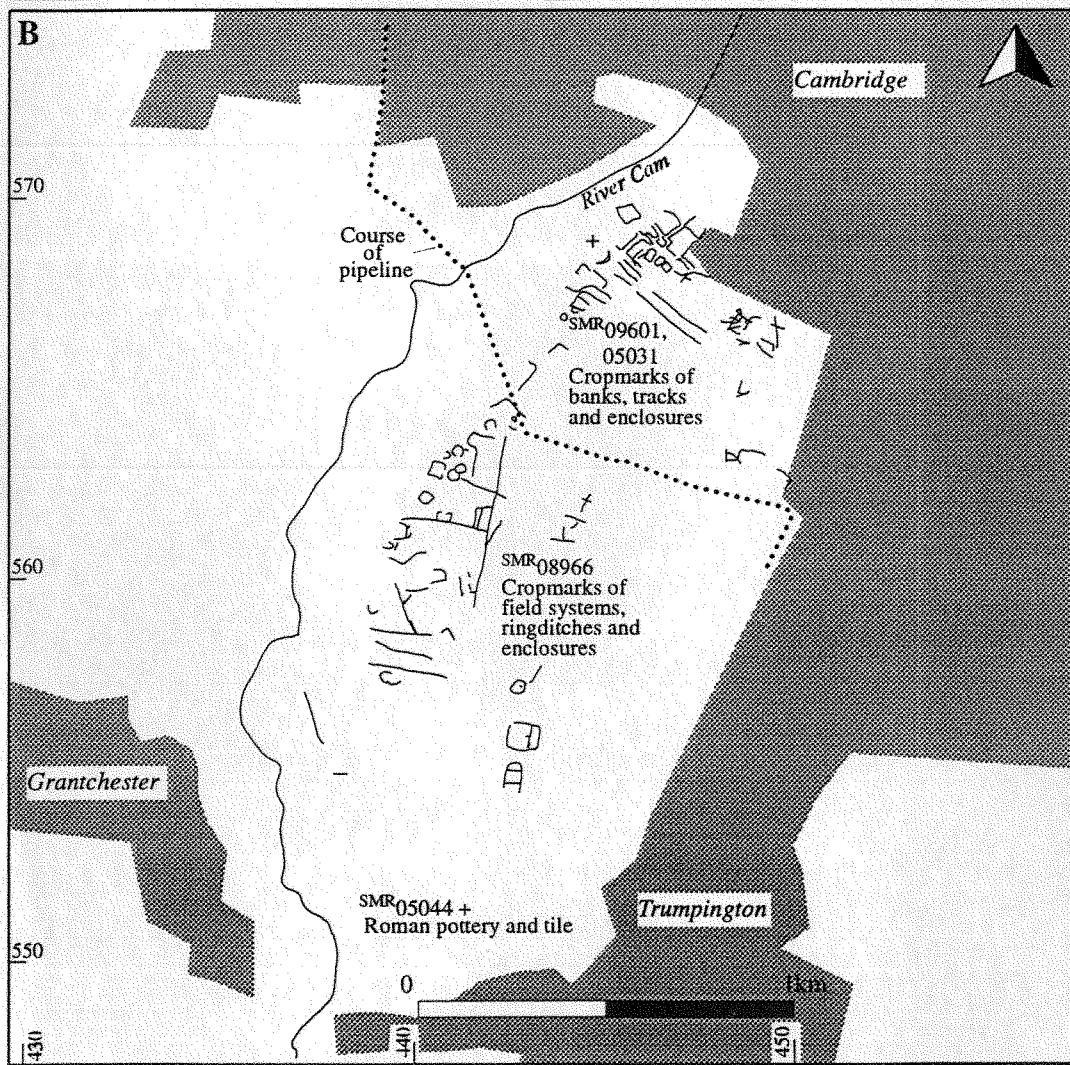 B
Cambridge
570
River Cam
Course
of
pipeline
SMR09601,
05031
Cropmarks of
banks, tracks
and enclosures
560
SMR08966
Cropmarks of
field systems,
ringditches and
enclosures
Grantchester
SMR05044 +
Roman pottery and tile
Trumpington
550
0
1km
430
440
450